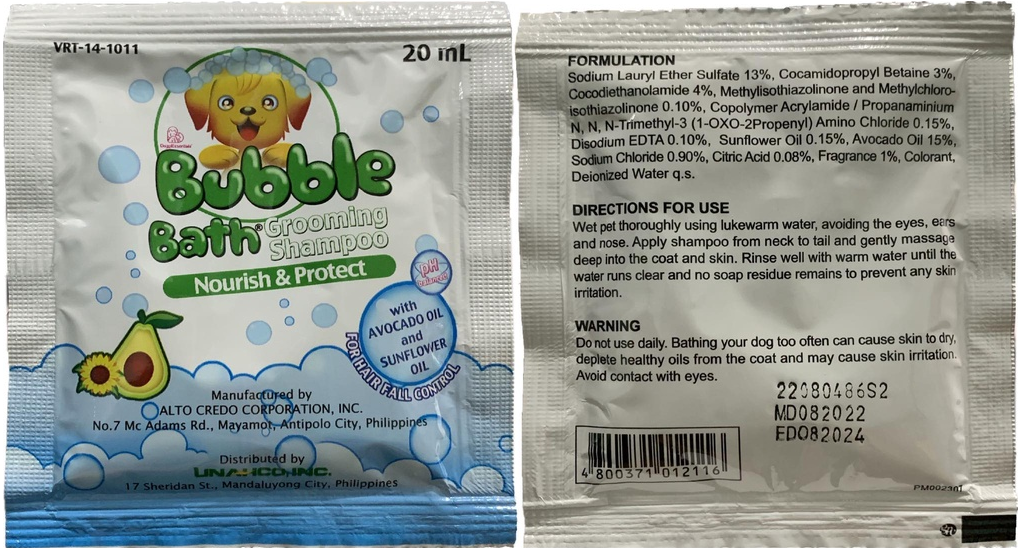 VRT-14-1011
20 mL
DoggiEssentials
Bubble
Bath® Grooming
Shampoo
Nourish & Protect
pH
Balanced
with
AVOCADO OIL
and
SUNFLOWER
OIL
FOR HAIR FALL CONTROL
Manufactured by
ALTO CREDO CORPORATION, INC.
No.7 Mc Adams Rd., Mayamot, Antipolo City, Philippines
Distributed by
UNAHCO, INC.
17 Sheridan St., Mandaluyong City, Philippines
FORMULATION
Sodium Lauryl Ether Sulfate 13%, Cocamidopropyl Betaine 3%,
Cocodiethanolamide 4%, Methylisothiazolinone and Methylchloro-
isothiazolinone 0.10%, Copolymer Acrylamide / Propanaminium
N, N, N-Trimethyl-3 (1-OXO-2Propenyl) Amino Chloride 0.15%,
Disodium EDTA 0.10%, Sunflower Oil 0.15%, Avocado Oil 15%,
Sodium Chloride 0.90%, Citric Acid 0.08%, Fragrance 1%, Colorant,
Deionized Water q.s.
DIRECTIONS FOR USE
Wet pet thoroughly using lukewarm water, avoiding the eyes, ears
and nose. Apply shampoo from neck to tail and gently massage
deep into the coat and skin. Rinse well with warm water until the
water runs clear and no soap residue remains to prevent any skin
irritation.
WARNING
Do not use daily. Bathing your dog too often can cause skin to dry,
deplete healthy oils from the coat and may cause skin irritation.
Avoid contact with eyes.
22080486S2
MD082022
ED082024
4 800371 012116